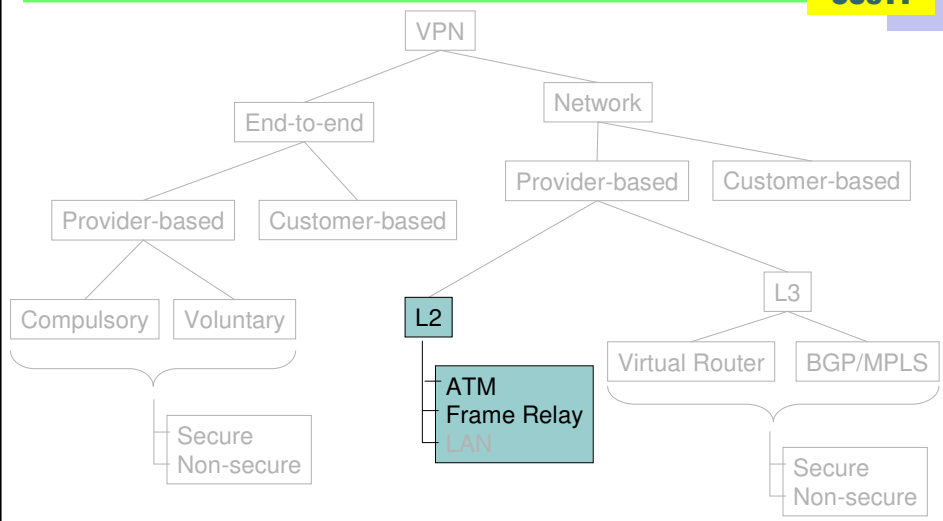 VPN
End-to-end
Network
Provider-based
Customer-based
Provider-based
Customer-based
Compulsory
Voluntary
L2
L3
Virtual Router
BGP/MPLS
ATM
Frame Relay
LAN
Secure
Non-secure
Secure
Non-secure